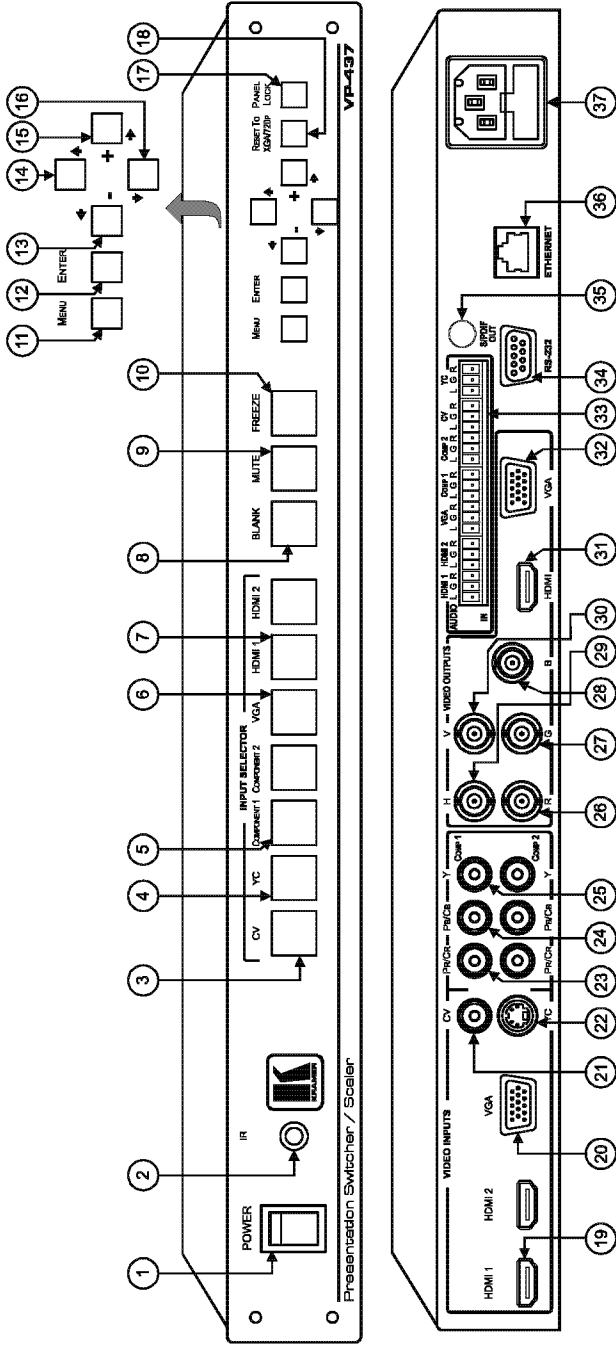 11 12 13 14 15 16
MENU ENTER - +
1 2 3 4 5 6 7 8 9 10 17 18
POWER
IR
KRAMER
INPUT SELECTOR
CV YC COMPONENT 1 COMPONENT 2 VGA HDMI 1 HDMI 2
BLANK MUTE FREEZE
MENU ENTER - +
RESET TO
XGA/720P
PANEL
LOCK
Presentation Switcher / Scaler
VP-437
VIDEO INPUTS
HDMI 1 HDMI 2
VGA
CV
YC
PR/CR PB/CB Y
COMP 1
COMP 2
PR/CR PB/CB Y
VIDEO OUTPUTS
H V
R G B
HDMI
VGA
AUDIO
IN
HDMI 1 HDMI 2 VGA COMP 1 COMP 2 CV YC
L G R L G R L G R L G R L G R L G R L G R
S/PDIF
OUT
RS-232
ETHERNET
19 20 21 22 23 24 25 26 27 28 29 30 31 32 33 34 35 36 37